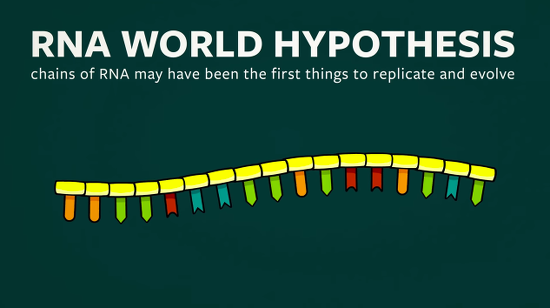 RNA WORLD HYPOTHESIS
chains of RNA may have been the first things to replicate and evolve